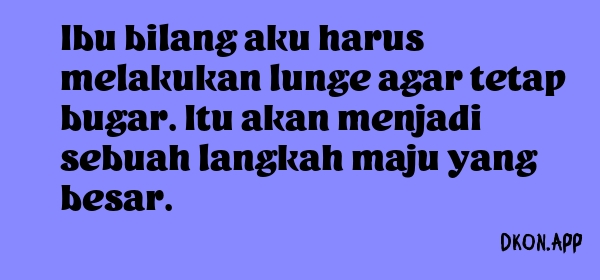 Ibu bilang aku harus
melakukan lunge agar tetap
bugar. Itu akan menjadi
sebuah langkah maju yang
besar.
DKON.APP